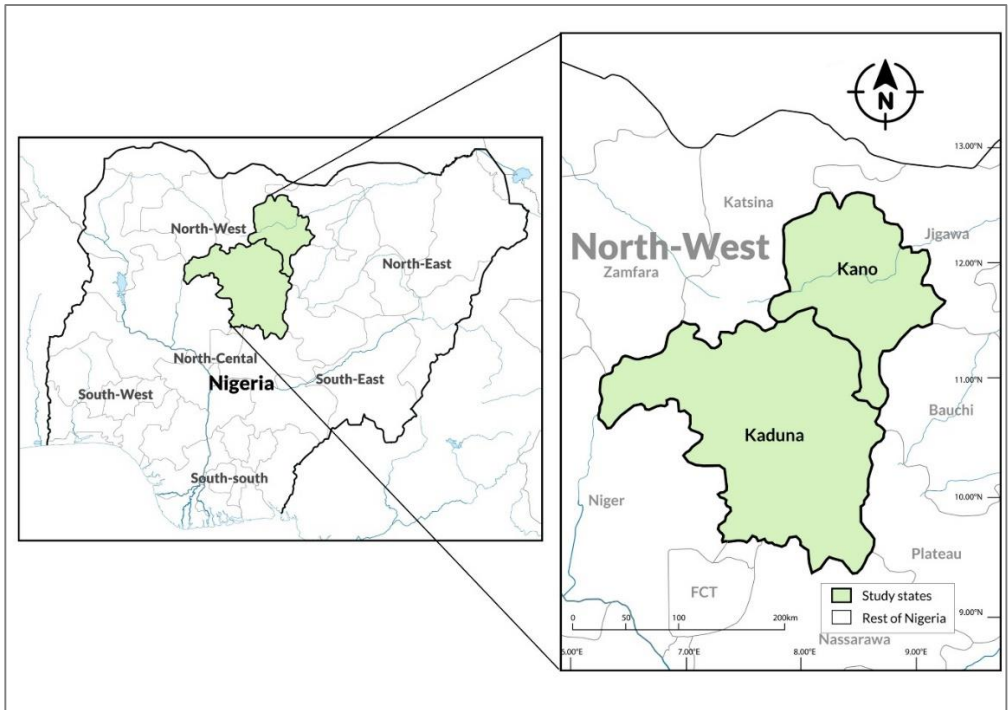 North-West
North-East
North-Cental
Nigeria
South-East
South-West
South-south
N
13.00°N
Katsina
North-West
Jigawa
Kano
12.00°N
Zamfara
11.00°N
Bauchi
Kaduna
10.00°N
Niger
Plateau
FCT
Study states
Rest of Nigeria
9.00°N
0 50 100 200km
Nassarawa
5.00°E 7.00°E 8.00°E 9.00°E